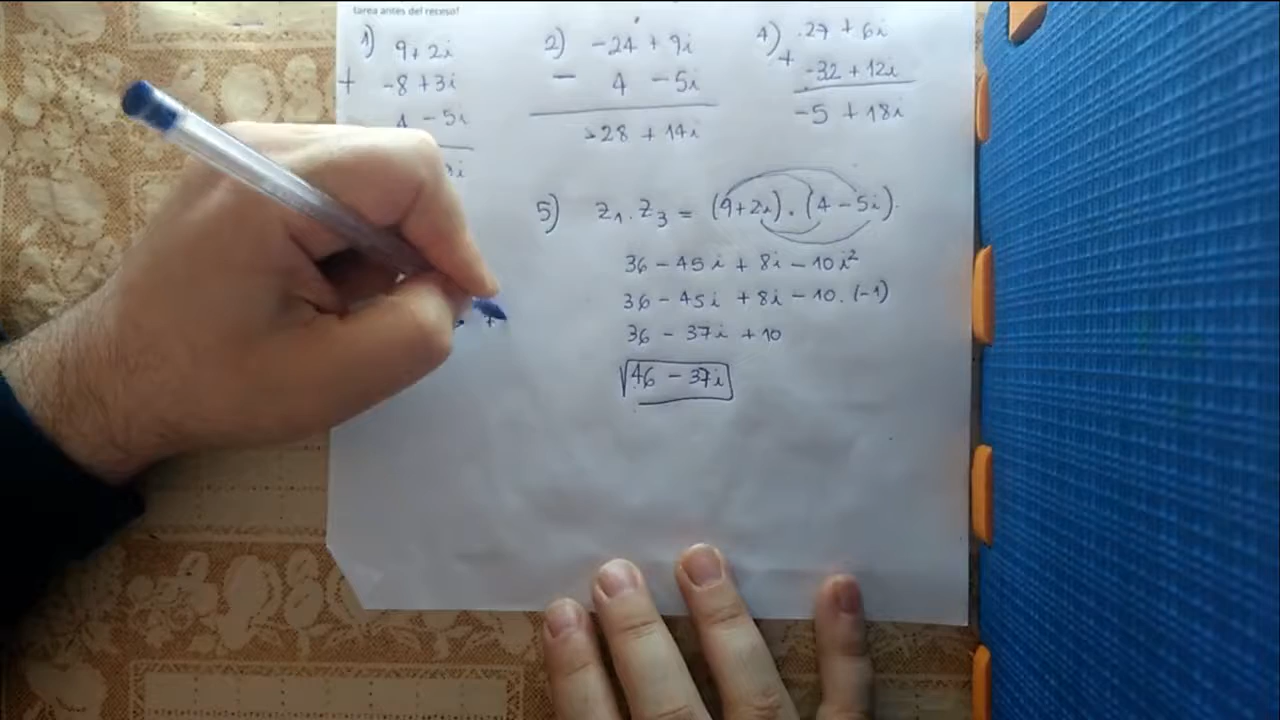 tarea antes del receso!
1) 9 + 2i
+ -8 + 3i
4 - 5i
2) -24 + 9i
- 4 - 5i
-28 + 14i
4) 27 + 6i
+ -32 + 12i
-5 + 18i
5) z₁ . z₃ = (9+2i) . (4 - 5i).
36 - 45i + 8i - 10i²
36 - 45i + 8i - 10. (-1)
36 - 37i + 10
46 - 37i